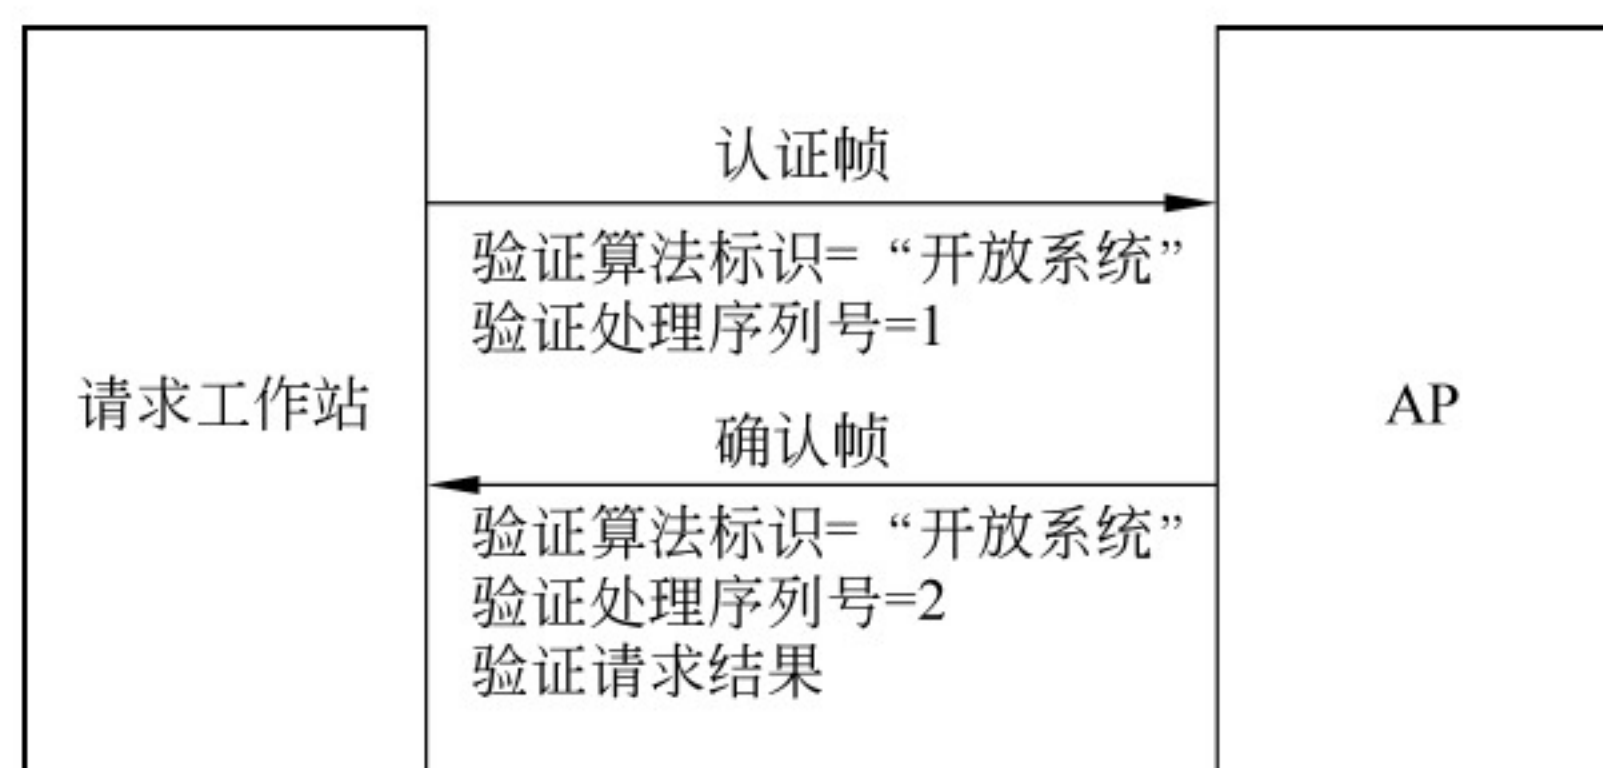 认证帧
验证算法标识= “开放系统”
验证处理序列号=1
请求工作站
AP
确认帧
验证算法标识= “开放系统”
验证处理序列号=2
验证请求结果